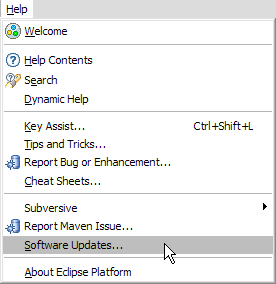 Help
Welcome
Help Contents
Search
Dynamic Help
Key Assist... Ctrl+Shift+L
Tips and Tricks...
Report Bug or Enhancement...
Cheat Sheets...
Subversive
Report Maven Issue...
Software Updates...
About Eclipse Platform